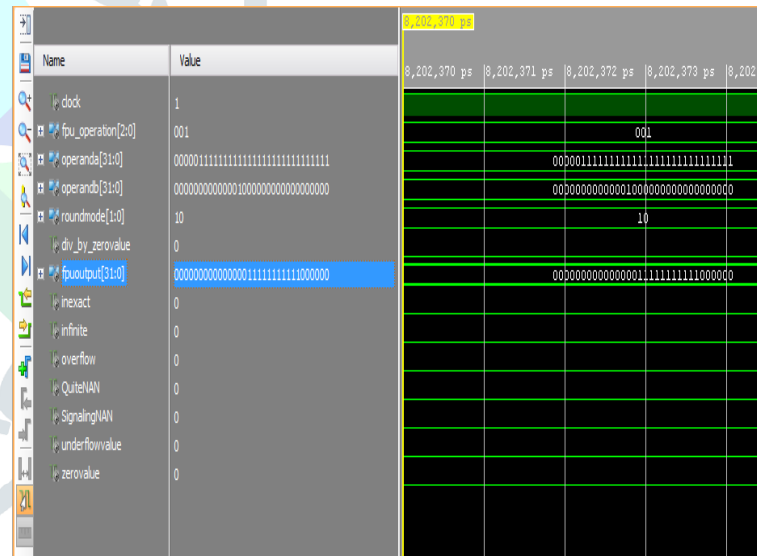 8,202,370 ps
Name Value
8,202,370 ps 8,202,371 ps 8,202,372 ps 8,202,373 ps 8,202
clock 1
fpu_operation[2:0] 001 001
operanda[31:0] 00000111111111111111111111111111 00000111111111111111111111111111
operandb[31:0] 00000000000001000000000000000000 00000000000001000000000000000000
roundmode[1:0] 10 10
div_by_zerovalue 0
fpuoutput[31:0] 00000000000000011111111111000000 00000000000000011111111111000000
inexact 0
infinite 0
overflow 0
QuiteNAN 0
SignalingNAN 0
underflowvalue 0
zerovalue 0